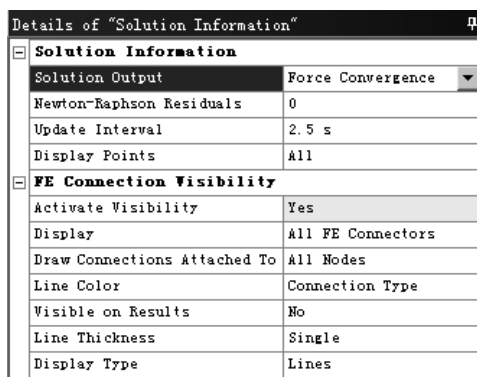 Details of "Solution Information"
Solution Information
Solution Output Force Convergence
Newton-Raphson Residuals 0
Update Interval 2.5 s
Display Points All
FE Connection Visibility
Activate Visibility Yes
Display All FE Connectors
Draw Connections Attached To All Nodes
Line Color Connection Type
Visible on Results No
Line Thickness Single
Display Type Lines